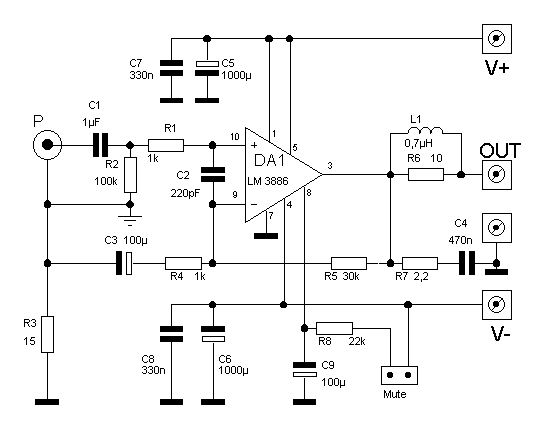 C7
330n
C5
1000µ
V+
P
C1
1µF
R1
1k
10
+
1
5
DA1
LM 3886
3
L1
0,7µH
R6 10
OUT
R2
100k
C2
220pF
9
−
8
7
4
C4
470n
C3 100µ
R4 1k
R5 30k
R7 2,2
V-
R3
15
C8
330n
C6
1000µ
R8 22k
C9
100µ
Mute